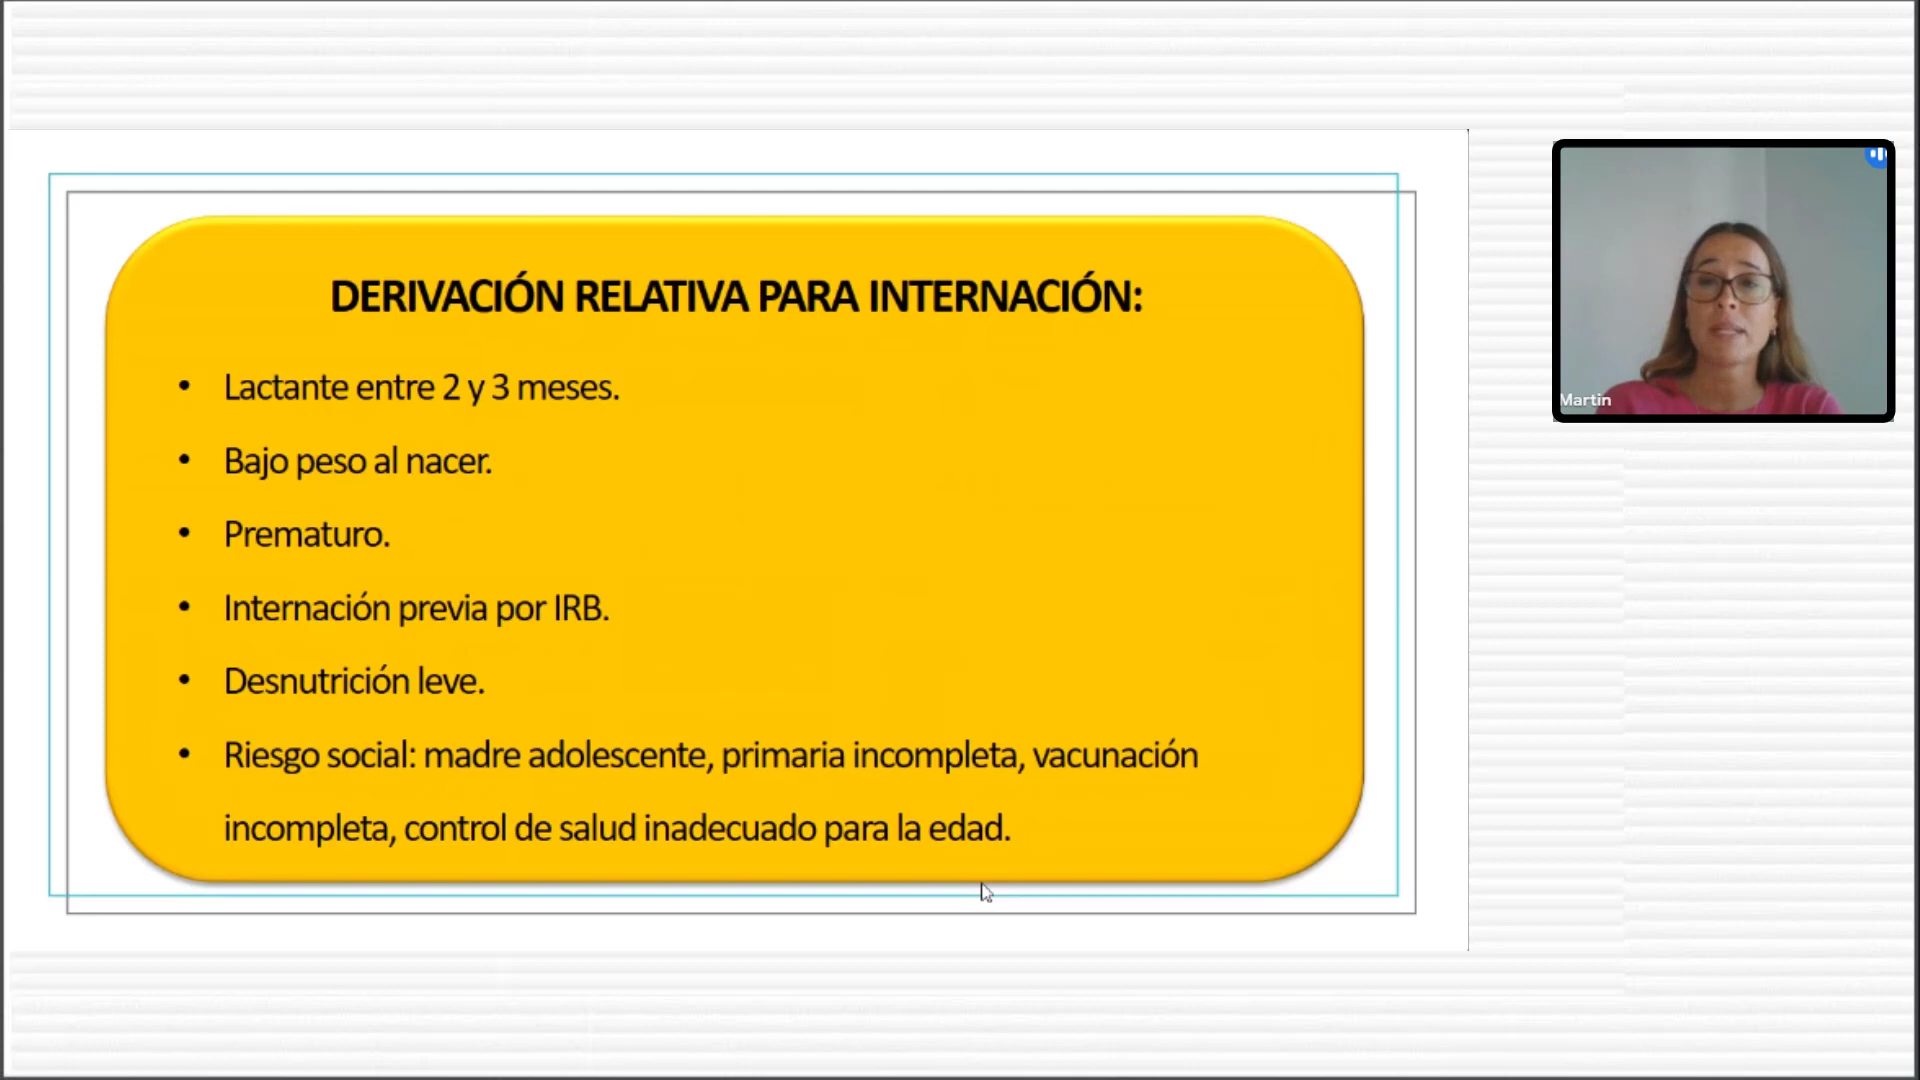 DERIVACIÓN RELATIVA PARA INTERNACIÓN:
• Lactante entre 2 y 3 meses.
• Bajo peso al nacer.
• Prematuro.
• Internación previa por IRB.
• Desnutrición leve.
• Riesgo social: madre adolescente, primaria incompleta, vacunación
incompleta, control de salud inadecuado para la edad.
Martin